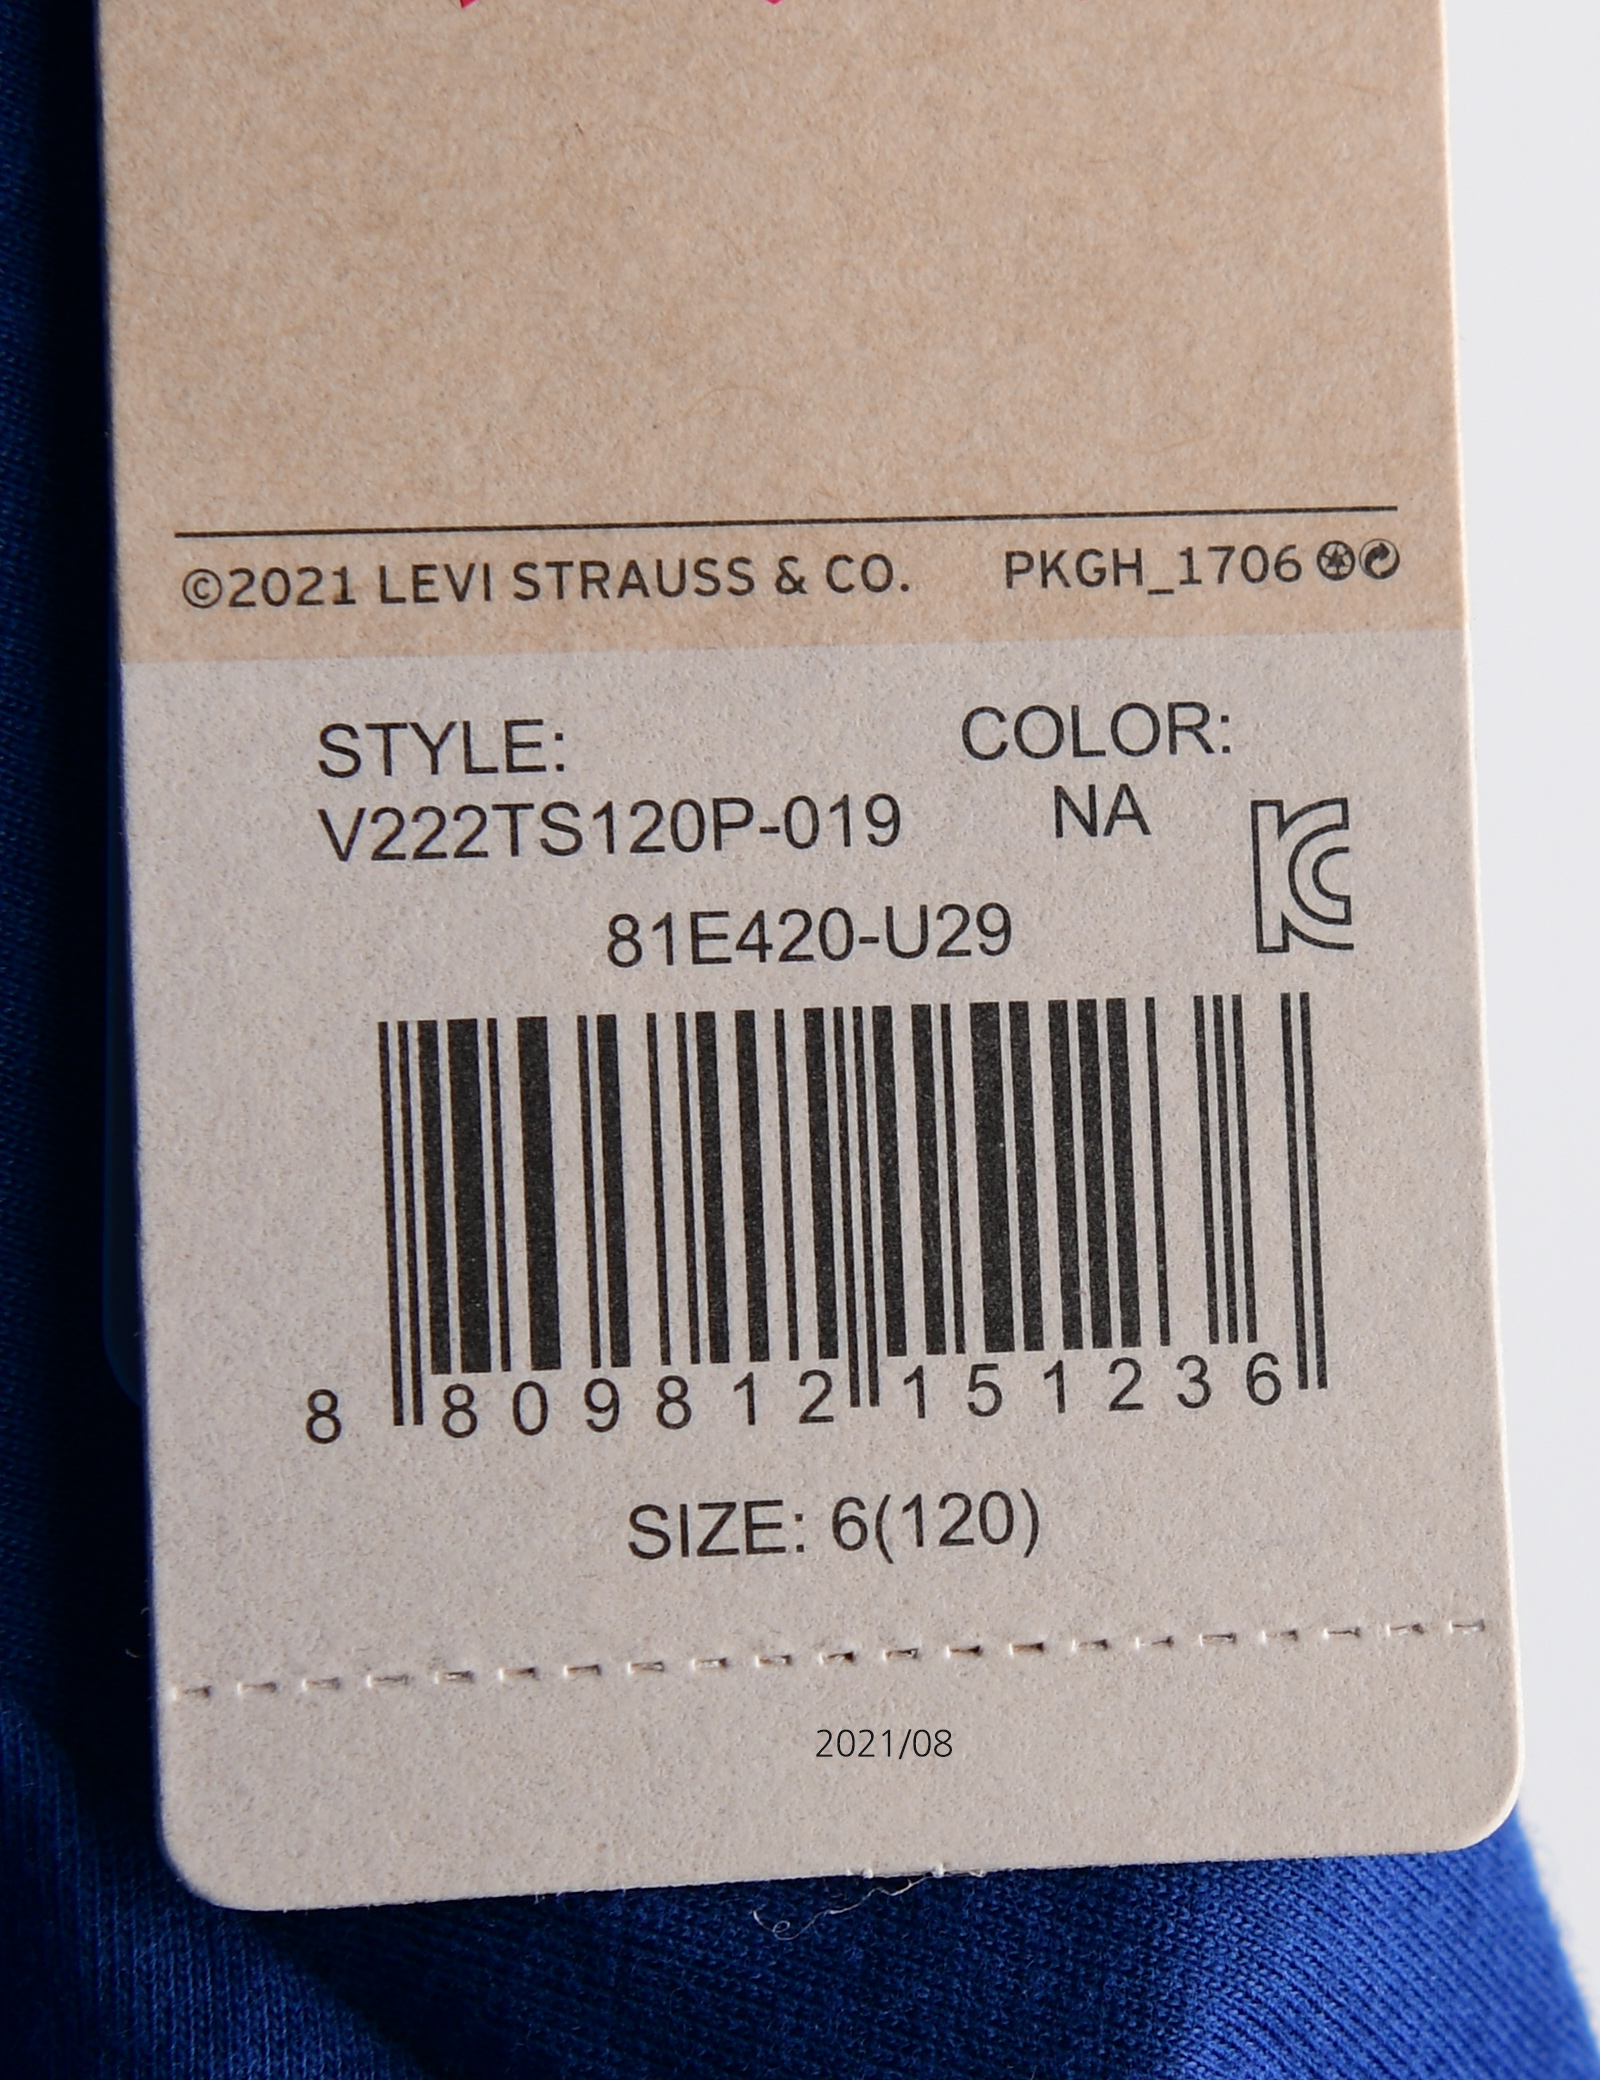 ©2021 LEVI STRAUSS & CO. PKGH_1706
STYLE: COLOR:
V222TS120P-019 NA
81E420-U29
8 809812 151236
SIZE: 6(120)
2021/08